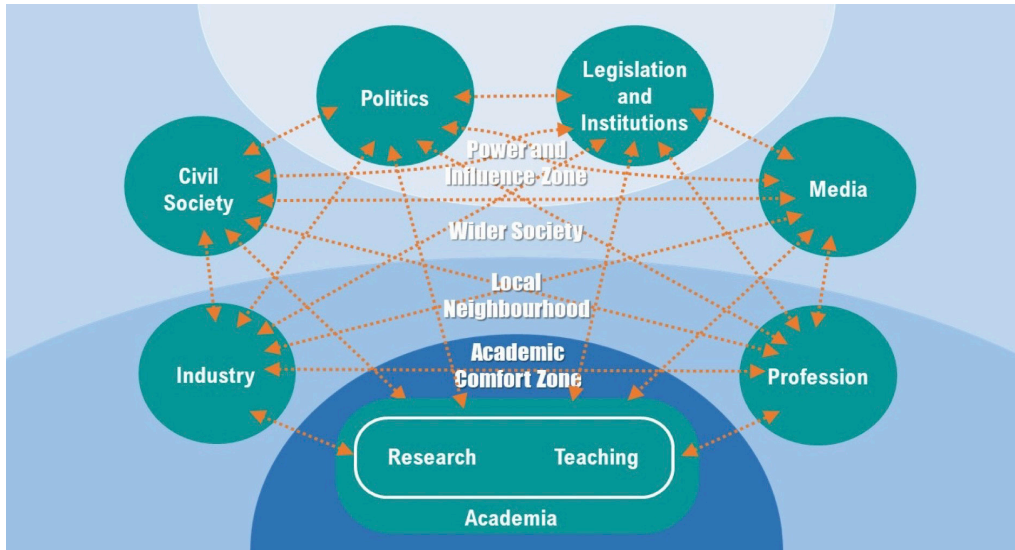 Politics
Legislation
and
Institutions
Power and
Influence Zone
Civil
Society
Media
Wider Society
Local
Neighbourhood
Academic
Comfort Zone
Industry
Profession
Research
Teaching
Academia